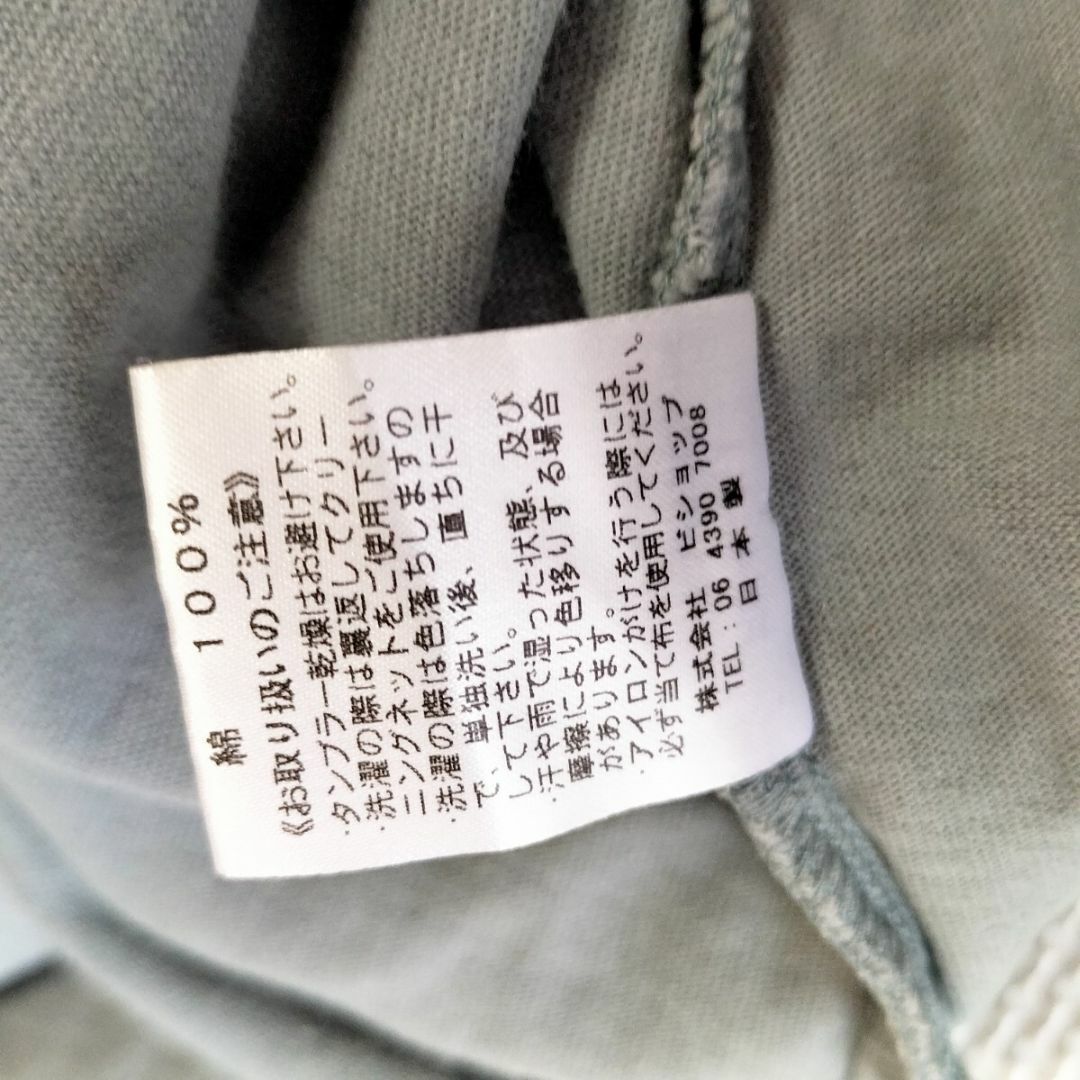 綿 100%
《お取り扱いのご注意》
・タンブラー乾燥はお避け下さい。
・洗濯の際は裏返してクリー
ニングネットをご使用下さい。
・洗濯の際は色落ちしますの
で、単独洗い後、直ちに干
して下さい。
・汗や雨で湿った状態、及び
摩擦により色移りする場合
があります。
・アイロンがけを行う際には
必ず当て布を使用してください。
株式会社 ビショップ
TEL:06 4390 7008
日本製